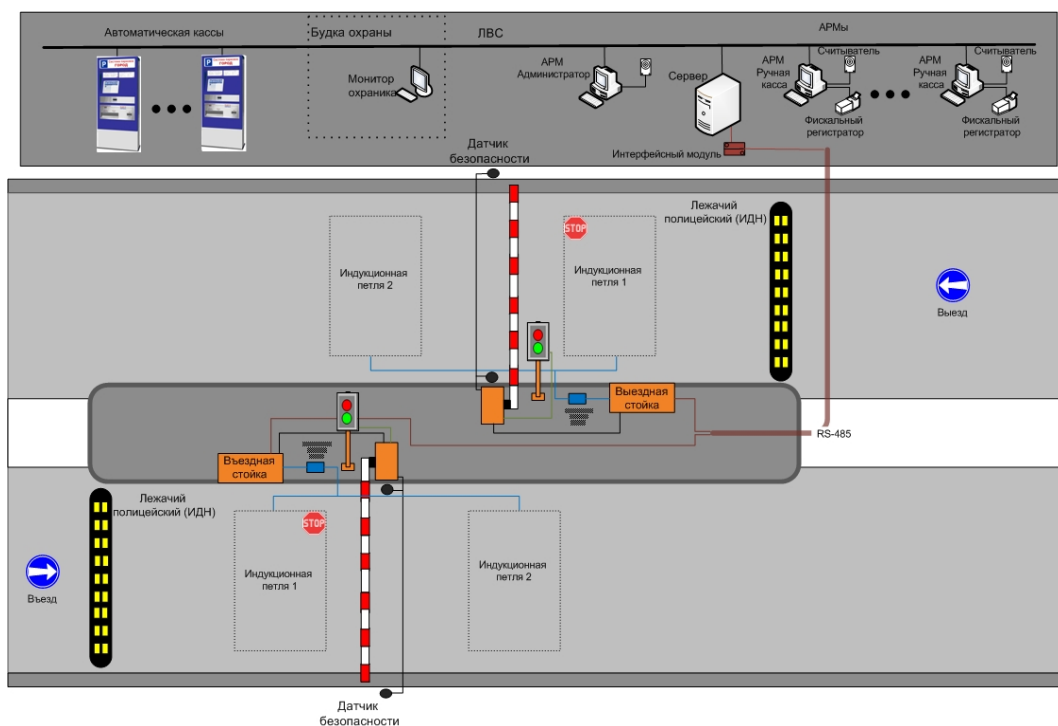 Автоматическая кассы
Будка охраны
ЛВС
АРМы
Монитор
охраника
АРМ
Администратор
Сервер
АРМ
Ручная
касса
Считыватель
Фискальный
регистратор
АРМ
Ручная
касса
Считыватель
Фискальный
регистратор
Интерфейсный модуль
Датчик
безопасности
Индукционная
петля 2
STOP
Индукционная
петля 1
Лежачий
полицейский (ИДН)
Выезд
Выездная
стойка
RS-485
Въездная
стойка
Лежачий
полицейский (ИДН)
STOP
Индукционная
петля 1
Индукционная
петля 2
Въезд
Датчик
безопасности